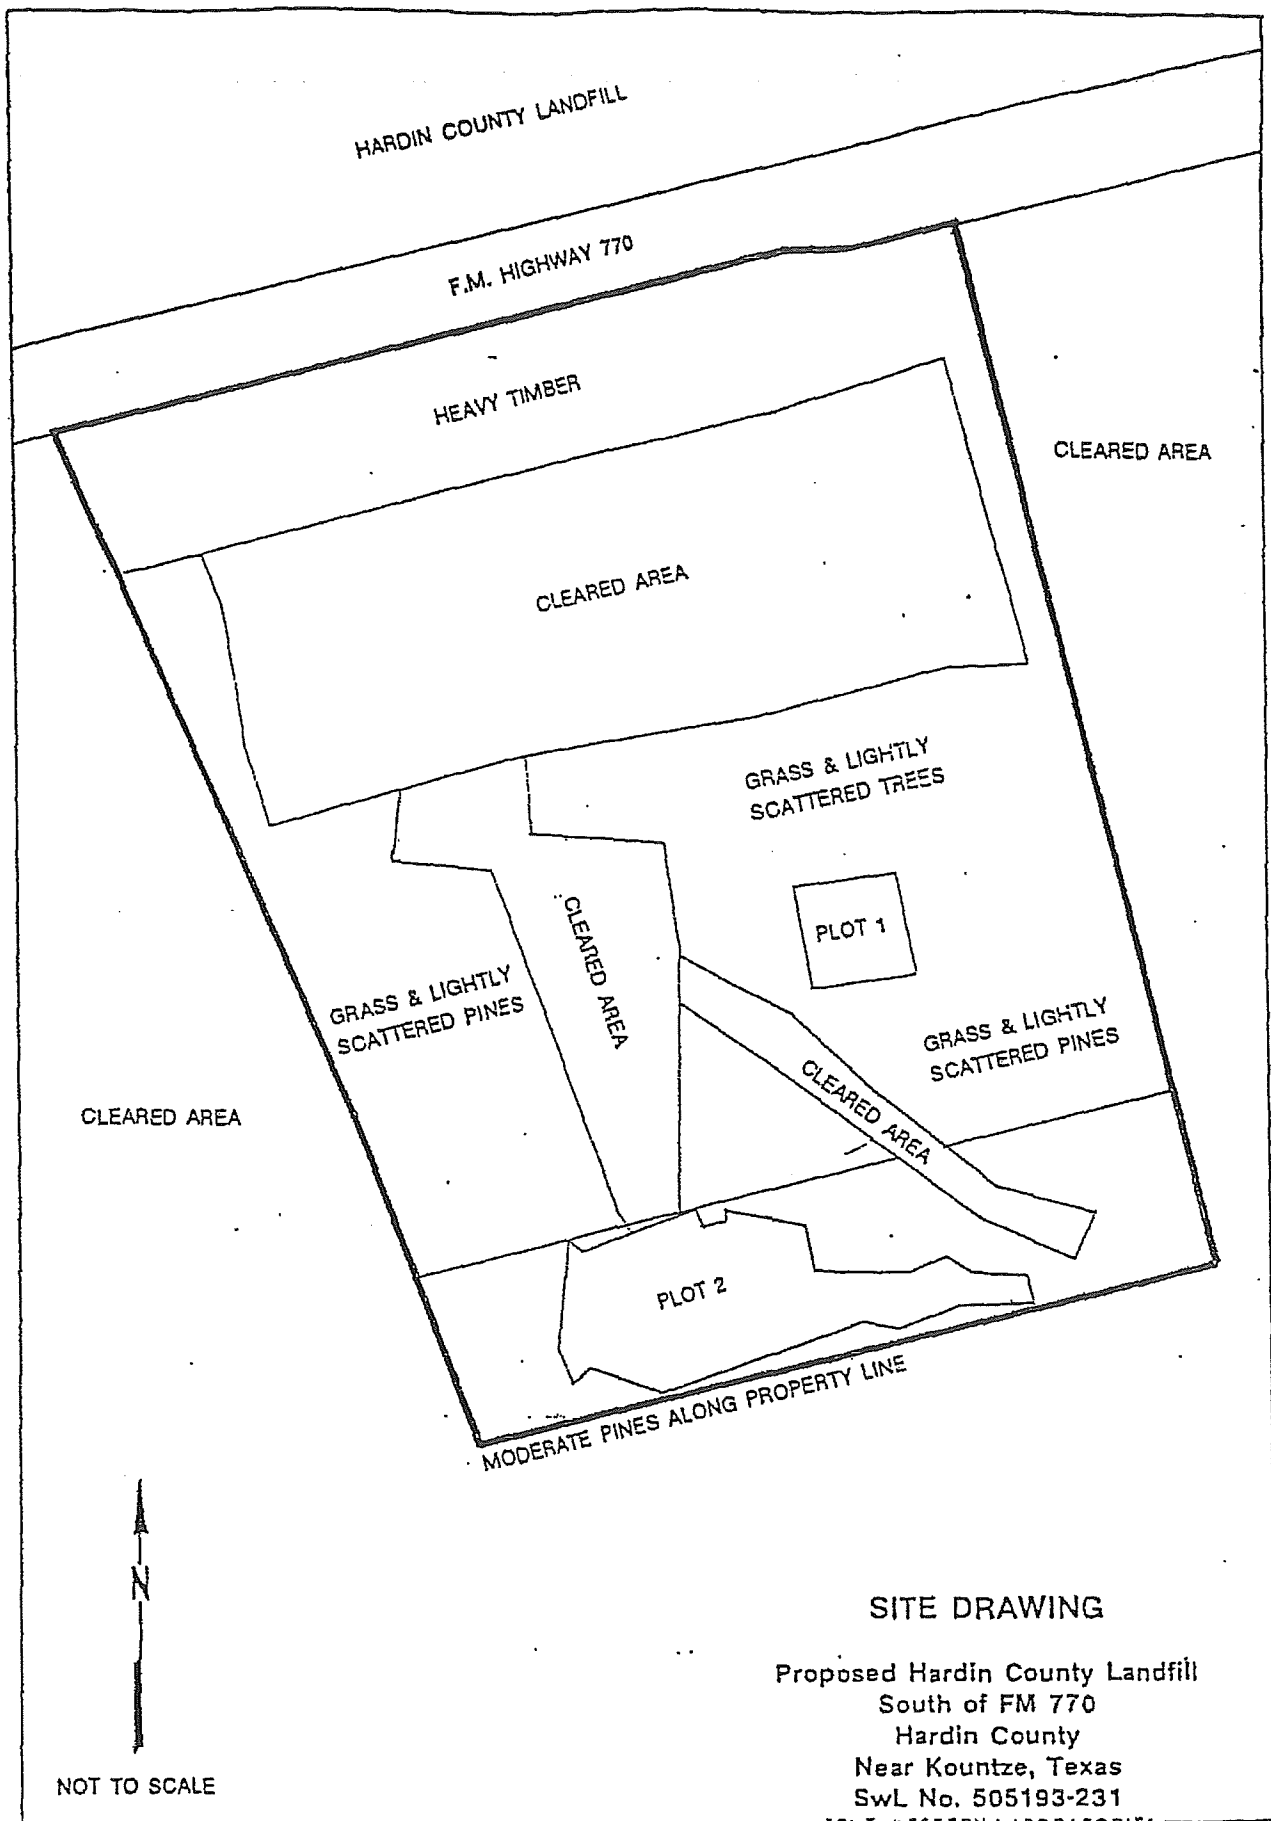 HARDIN COUNTY LANDFILL
F.M. HIGHWAY 770
HEAVY TIMBER
CLEARED AREA
CLEARED AREA
GRASS & LIGHTLY
SCATTERED TREES
PLOT 1
CLEARED AREA
GRASS & LIGHTLY
SCATTERED PINES
GRASS & LIGHTLY
SCATTERED PINES
CLEARED AREA
CLEARED AREA
PLOT 2
MODERATE PINES ALONG PROPERTY LINE
N
NOT TO SCALE
SITE DRAWING
Proposed Hardin County Landfill
South of FM 770
Hardin County
Near Kountze, Texas
SwL No. 505193-231